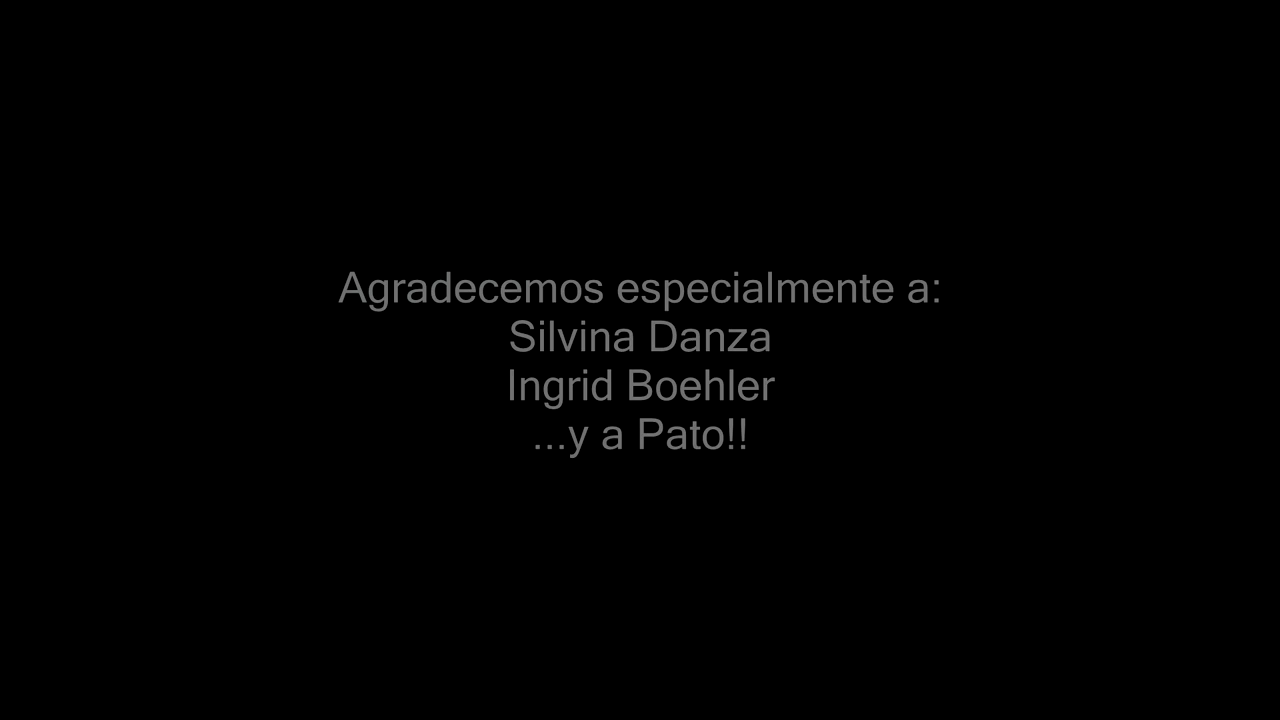 Agradecemos especialmente a:
Silvina Danza
Ingrid Boehler
...y a Pato!!